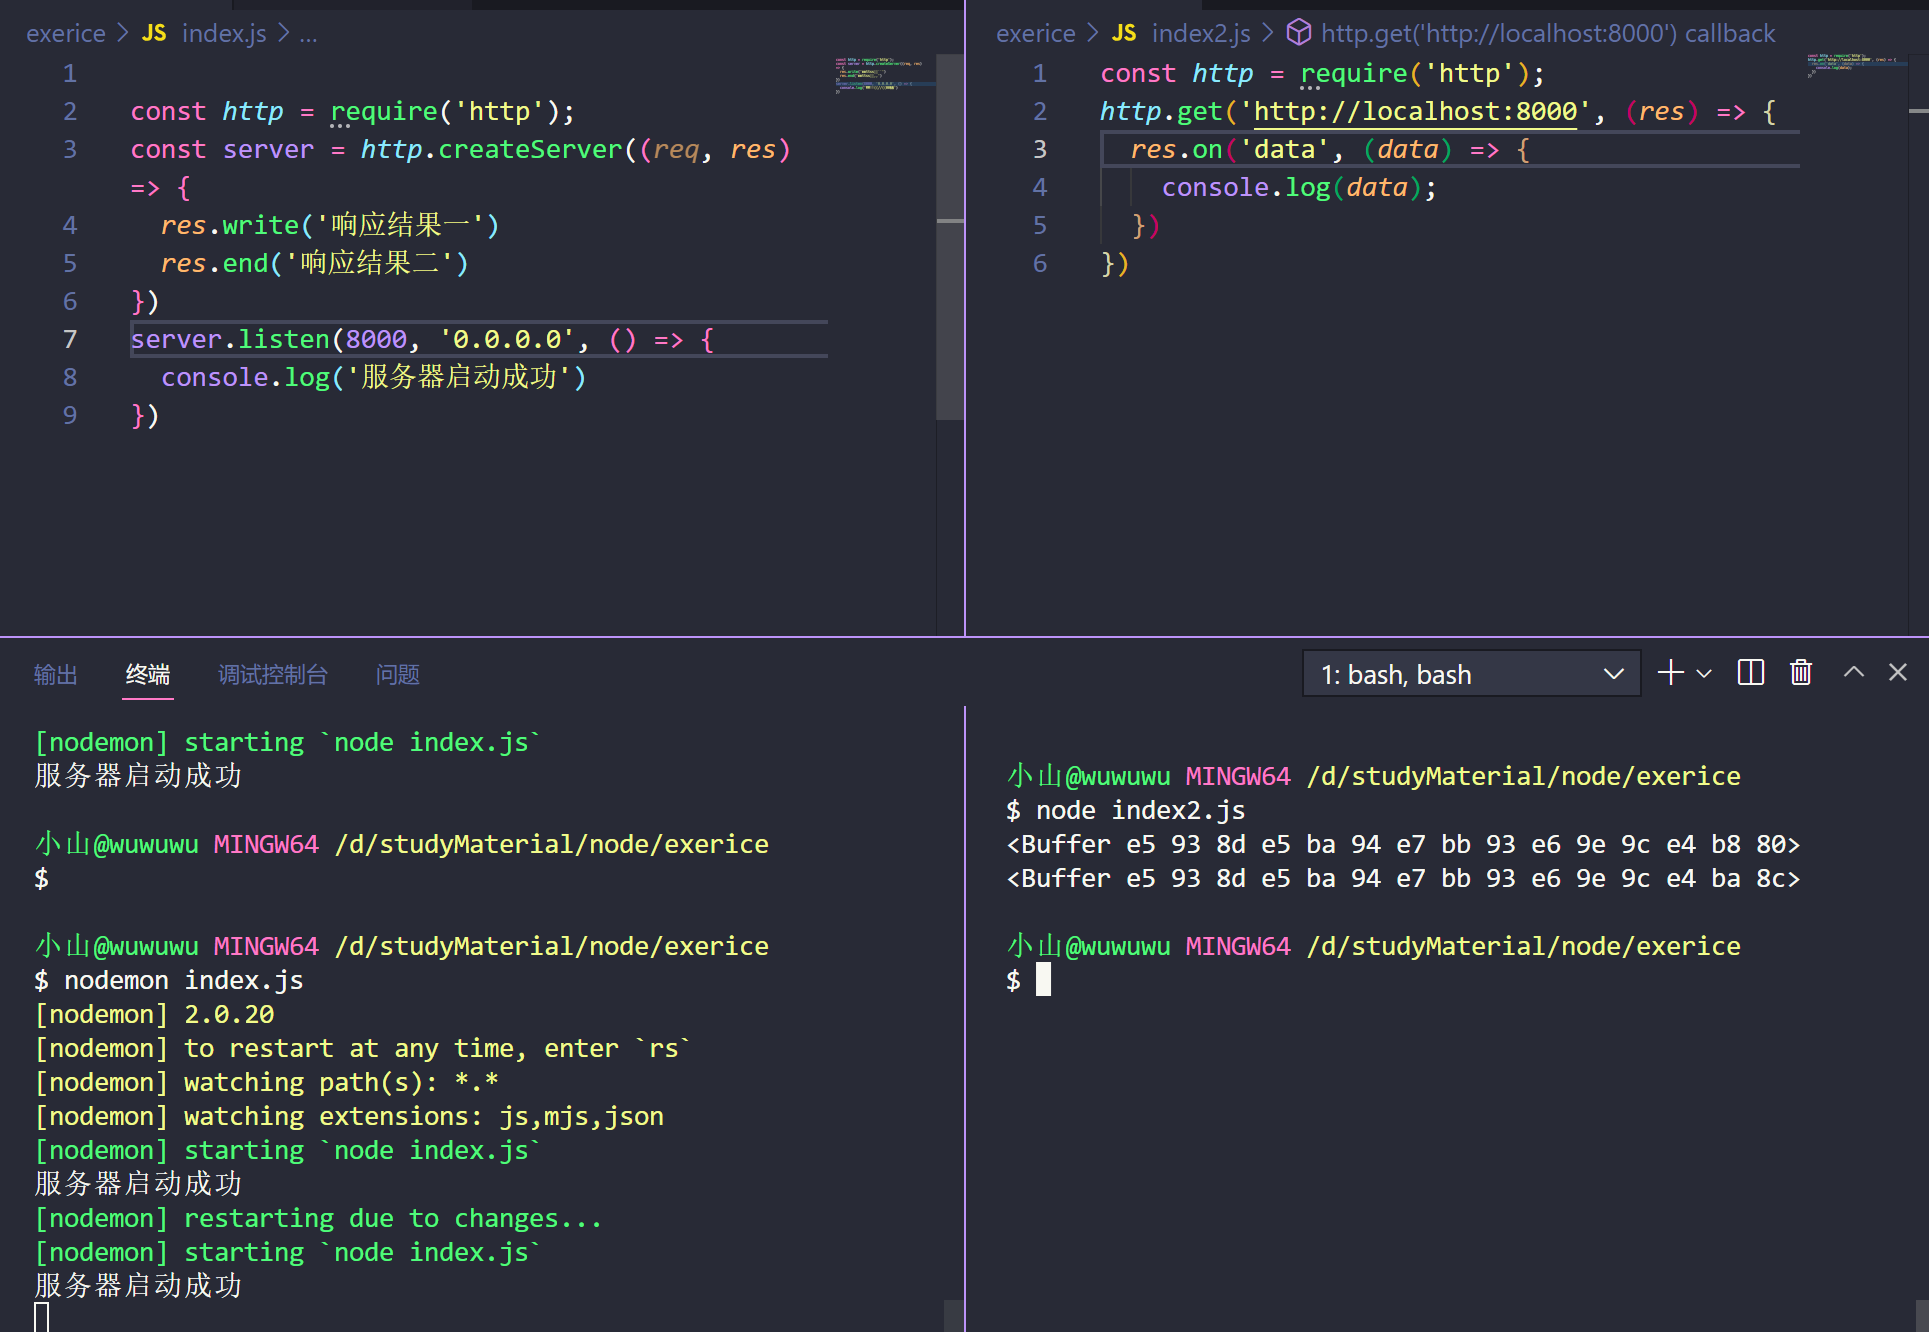 exerice > JS index.js > ...
1
2 const http = require('http');
3 const server = http.createServer((req, res)
=> {
4 res.write('响应结果一')
5 res.end('响应结果二')
6 })
7 server.listen(8000, '0.0.0.0', () => {
8 console.log('服务器启动成功')
9 })
exerice > JS index2.js > http.get('http://localhost:8000') callback
1 const http = require('http');
2 http.get('http://localhost:8000', (res) => {
3 res.on('data', (data) => {
4 console.log(data);
5 })
6 })
输出 终端 调试控制台 问题
1: bash, bash
[nodemon] starting `node index.js`
服务器启动成功
小山@wuwuwu MINGW64 /d/studyMaterial/node/exerice
$
小山@wuwuwu MINGW64 /d/studyMaterial/node/exerice
$ nodemon index.js
[nodemon] 2.0.20
[nodemon] to restart at any time, enter `rs`
[nodemon] watching path(s): *.*
[nodemon] watching extensions: js,mjs,json
[nodemon] starting `node index.js`
服务器启动成功
[nodemon] restarting due to changes...
[nodemon] starting `node index.js`
服务器启动成功
小山@wuwuwu MINGW64 /d/studyMaterial/node/exerice
$ node index2.js
<Buffer e5 93 8d e5 ba 94 e7 bb 93 e6 9e 9c e4 b8 80>
<Buffer e5 93 8d e5 ba 94 e7 bb 93 e6 9e 9c e4 ba 8c>
小山@wuwuwu MINGW64 /d/studyMaterial/node/exerice
$